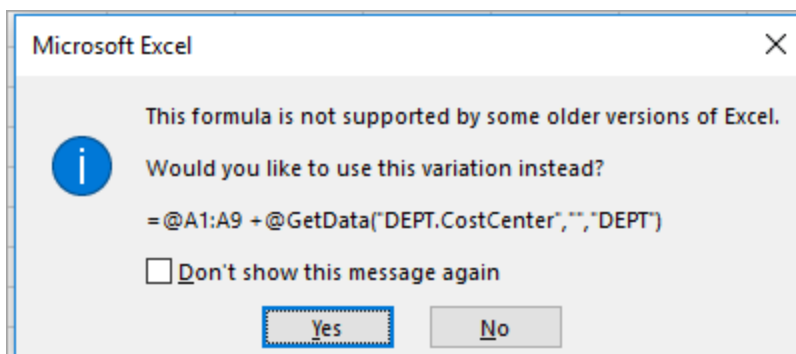 Microsoft Excel
This formula is not supported by some older versions of Excel.
Would you like to use this variation instead?
=@A1:A9 +@GetData("DEPT.CostCenter","","DEPT")
Don't show this message again
Yes
No